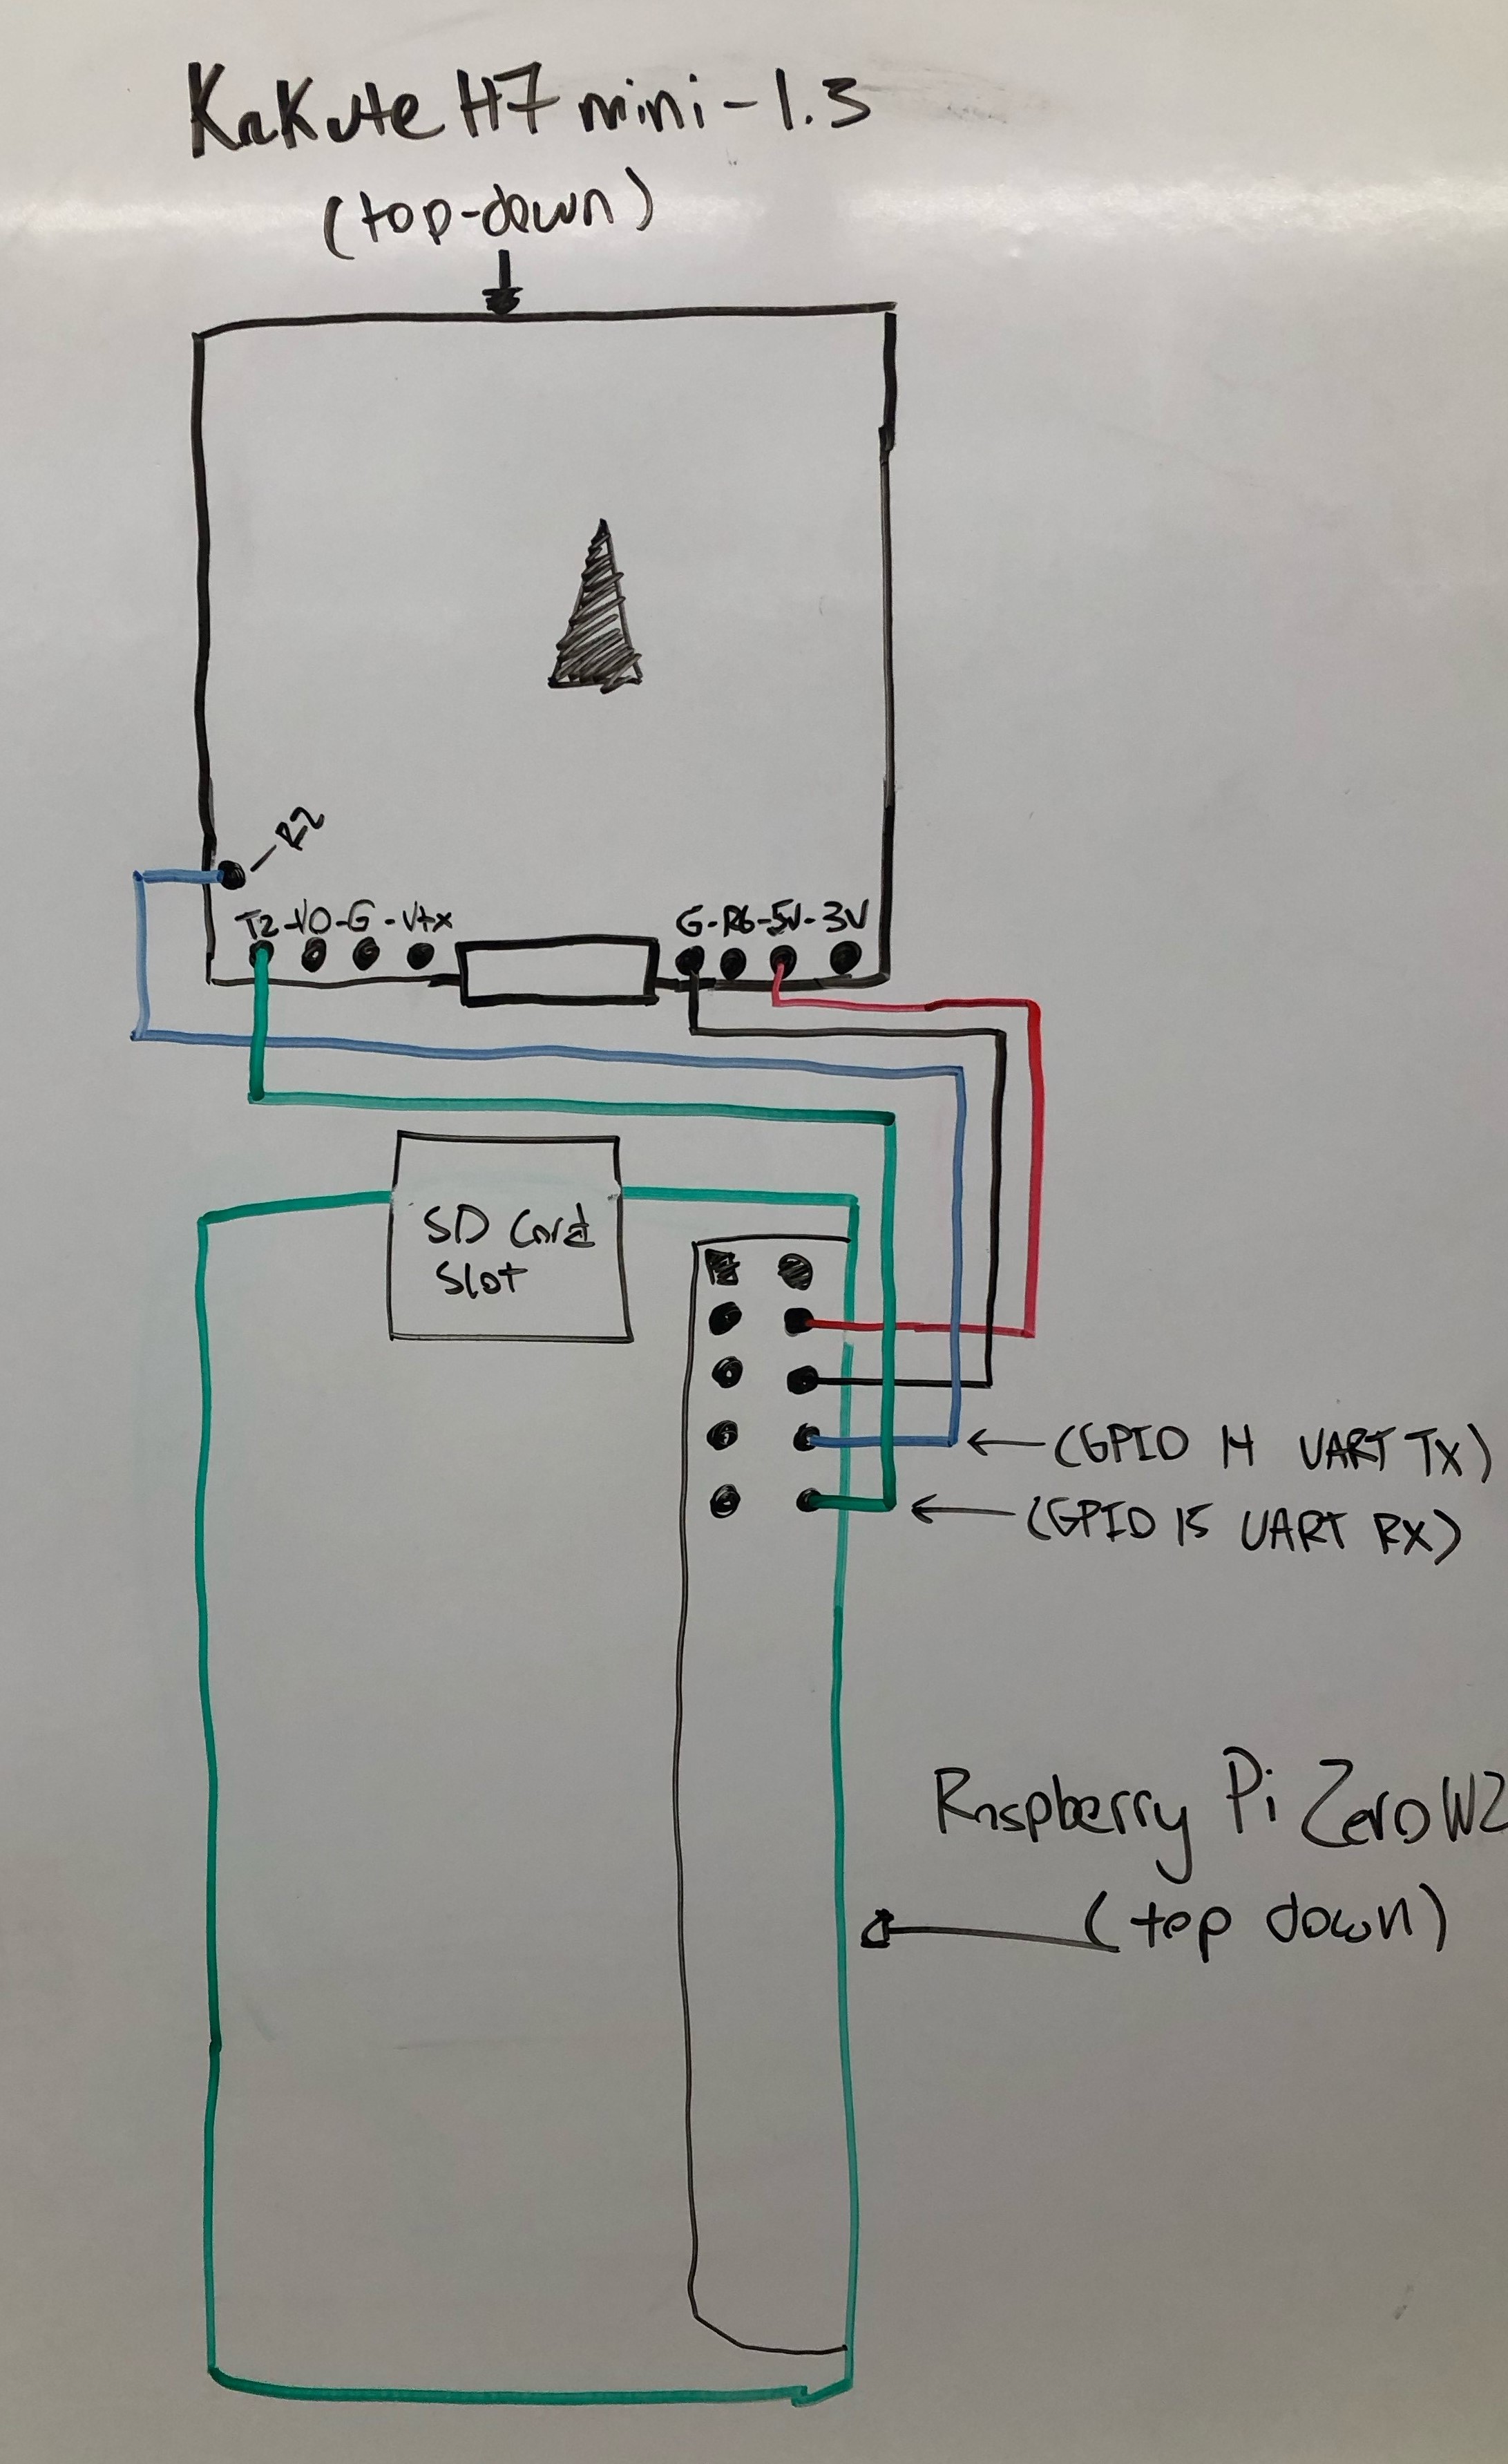 Kakute H7 mini-1.3
(top-down)
-R2
T2-VO-G-Vtx
G-R6-5V-3V
SD Card
Slot
(GPIO 14 UART TX)
(GPIO 15 UART RX)
Raspberry Pi Zero W2
(top down)